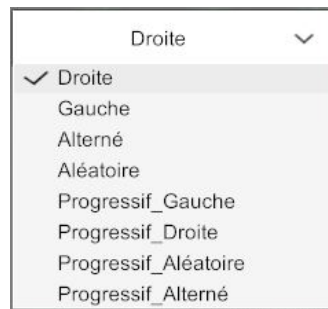 Droite
Droite
Gauche
Alterné
Aléatoire
Progressif_Gauche
Progressif_Droite
Progressif_Aléatoire
Progressif_Alterné